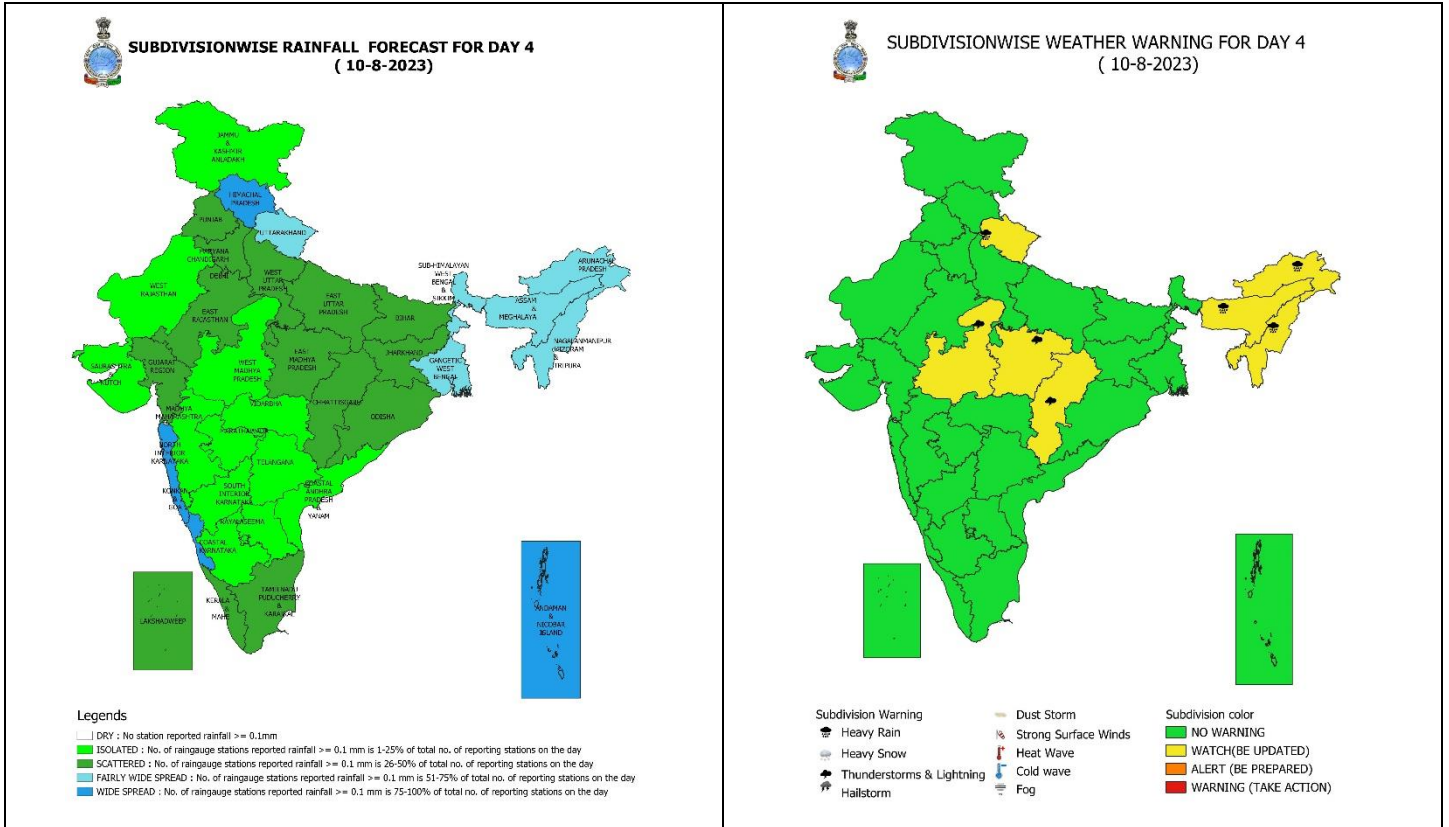 SUBDIVISIONWISE RAINFALL FORECAST FOR DAY 4
( 10-8-2023)
JAMMU
&
KASHMIR
ANLADAKH
HIMACHAL
PRADESH
PUNJAB
UTTARAKHAND
HARYANA
CHANDIGARH
DELHI
WEST
UTTAR
PRADESH
WEST
RAJASTHAN
EAST
RAJASTHAN
EAST
UTTAR
PRADESH
BIHAR
SUB-HIMALAYAN
WEST
BENGAL
&
SIKKIM
ARUNACHAL
PRADESH
ASSAM
&
MEGHALAYA
NAGALANMANIPUR
MIZORAM
&
TRIPURA
SAURASHTRA
KUTCH
GUJARAT
REGION
WEST
MADHYA
PRADESH
EAST
MADHYA
PRADESH
JHARKHAND
GANGETIC
WEST
BENGAL
CHHATTISGARH
ODISHA
VIDARBHA
MADHYA
MAHARASHTRA
MARATHAWADA
NORTH
INTERIOR
KARNATAKA
TELANGANA
KONKAN
&
GOA
SOUTH
INTERIOR
KARNATAKA
COASTAL
ANDHRA
PRADESH
&
YANAM
RAYALASEEMA
COASTAL
KARNATAKA
KERALA
&
MAHE
TAMILNADU
PUDUCHERRY
&
KARAIKAL
LAKSHADWEEP
ANDAMAN
&
NICOBAR
ISLAND
Legends
DRY : No station reported rainfall >= 0.1mm
ISOLATED : No. of raingauge stations reported rainfall >= 0.1 mm is 1-25% of total no. of reporting stations on the day
SCATTERED : No. of raingauge stations reported rainfall >= 0.1 mm is 26-50% of total no. of reporting stations on the day
FAIRLY WIDE SPREAD : No. of raingauge stations reported rainfall >= 0.1 mm is 51-75% of total no. of reporting stations on the day
WIDE SPREAD : No. of raingauge stations reported rainfall >= 0.1 mm is 75-100% of total no. of reporting stations on the day
SUBDIVISIONWISE WEATHER WARNING FOR DAY 4
( 10-8-2023)
Subdivision Warning
Heavy Rain
Heavy Snow
Thunderstorms & Lightning
Hailstorm
Dust Storm
Strong Surface Winds
Heat Wave
Cold wave
Fog
Subdivision color
NO WARNING
WATCH(BE UPDATED)
ALERT (BE PREPARED)
WARNING (TAKE ACTION)